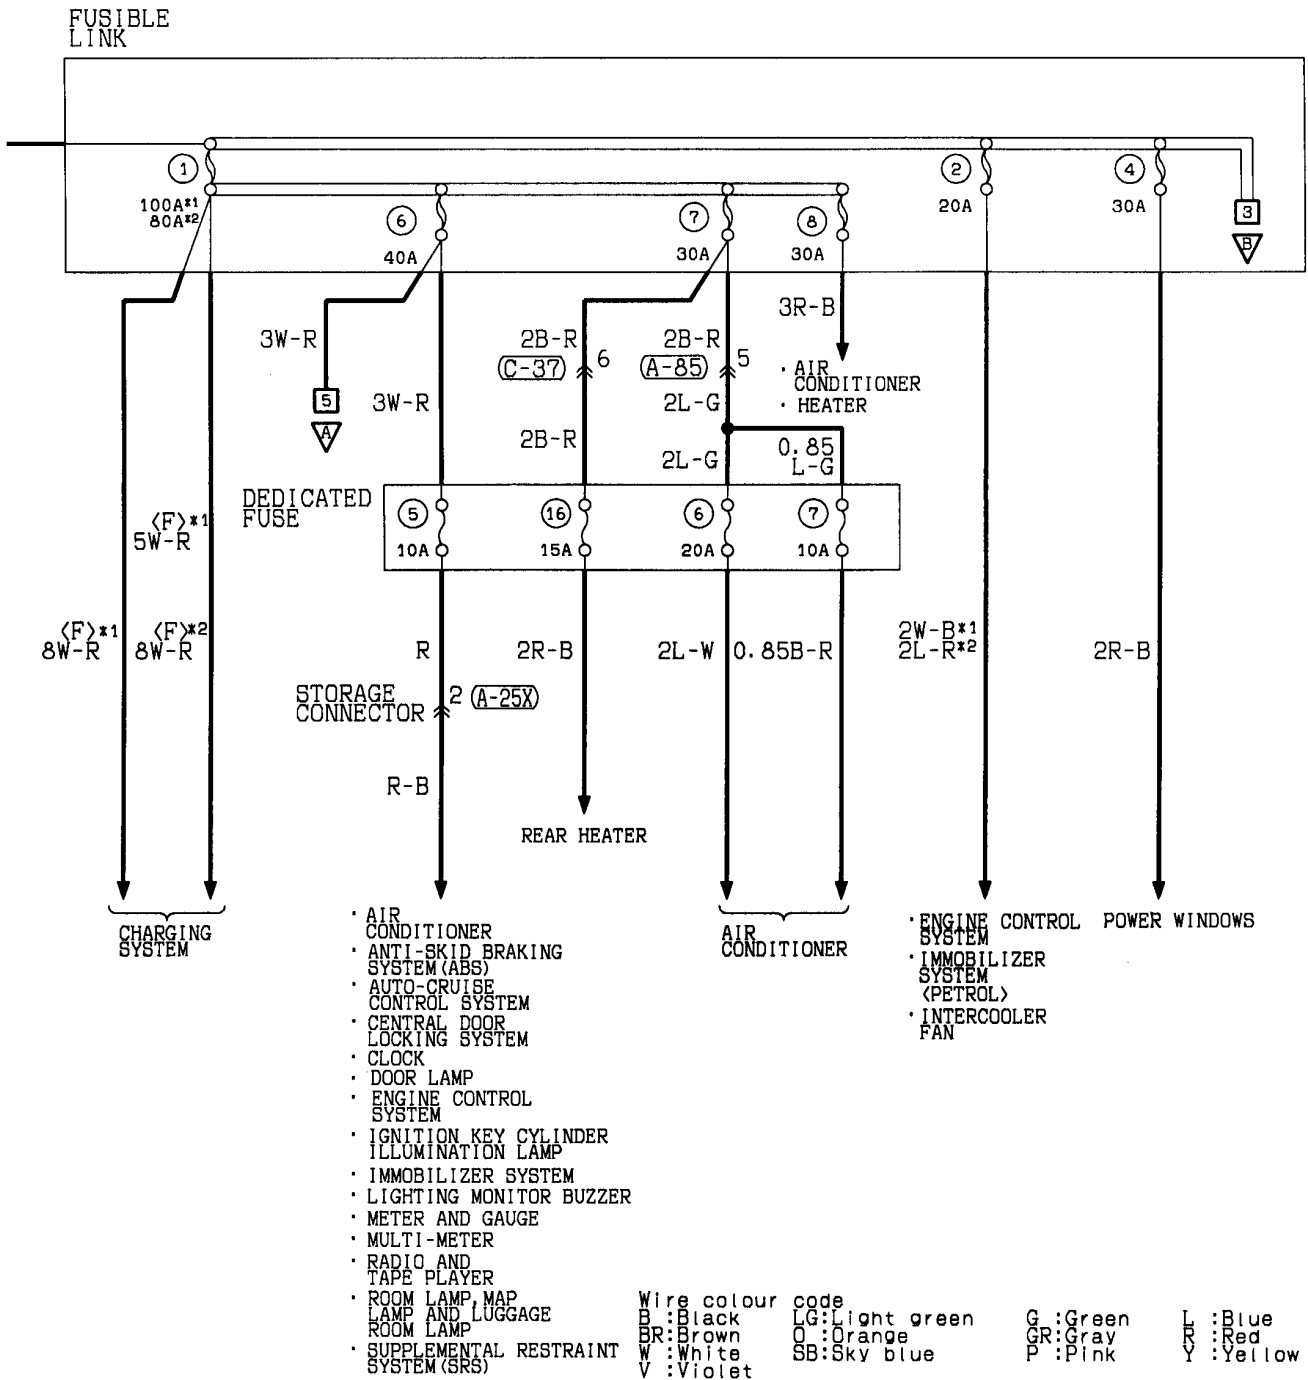 FUSIBLE
LINK
1
2
4
100A*1
80A*2
6
7
8
20A
30A
3
B
40A
30A
30A
3R-B
3W-R
2B-R
2B-R
C-37
6
A-85
5
· AIR
CONDITIONER
· HEATER
5
A
3W-R
2L-G
2B-R
2L-G
0.85
L-G
DEDICATED
FUSE
5
16
6
7
10A
15A
20A
10A
<F>*1
5W-R
<F>*1
8W-R
<F>*2
8W-R
R
2R-B
2L-W
0.85B-R
2W-B*1
2L-R*2
2R-B
STORAGE
CONNECTOR
2
A-25X
R-B
REAR HEATER
CHARGING
SYSTEM
· AIR
CONDITIONER
· ANTI-SKID BRAKING
SYSTEM(ABS)
· AUTO-CRUISE
CONTROL SYSTEM
· CENTRAL DOOR
LOCKING SYSTEM
· CLOCK
· DOOR LAMP
· ENGINE CONTROL
SYSTEM
· IGNITION KEY CYLINDER
ILLUMINATION LAMP
· IMMOBILIZER SYSTEM
· LIGHTING MONITOR BUZZER
· METER AND GAUGE
· MULTI-METER
· RADIO AND
TAPE PLAYER
· ROOM LAMP,MAP
LAMP AND LUGGAGE
ROOM LAMP
· SUPPLEMENTAL RESTRAINT
SYSTEM(SRS)
AIR
CONDITIONER
· ENGINE CONTROL
SYSTEM
· IMMOBILIZER
SYSTEM
<PETROL>
· INTERCOOLER
FAN
POWER WINDOWS
Wire colour code
B :Black LG:Light green G :Green L :Blue
BR:Brown O :Orange GR:Gray R :Red
W :White SB:Sky blue P :Pink Y :Yellow
V :Violet